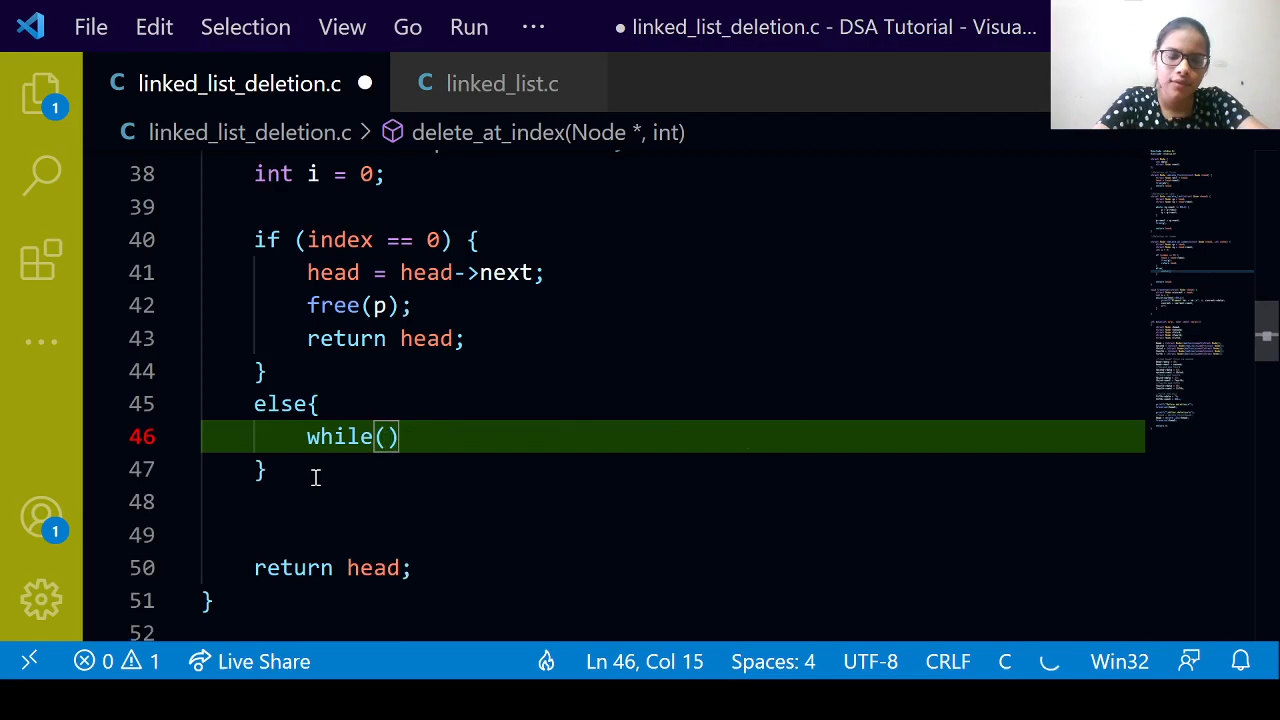 File Edit Selection View Go Run ··· ● linked_list_deletion.c - DSA Tutorial - Visua...
C linked_list_deletion.c ● C linked_list.c
C linked_list_deletion.c > delete_at_index(Node *, int)
38 int i = 0;
39
40 if (index == 0) {
41 head = head->next;
42 free(p);
43 return head;
44 }
45 else{
46 while()
47 }
48
49
50 return head;
51 }
52
1
1
0 1 Live Share Ln 46, Col 15 Spaces: 4 UTF-8 CRLF C Win32